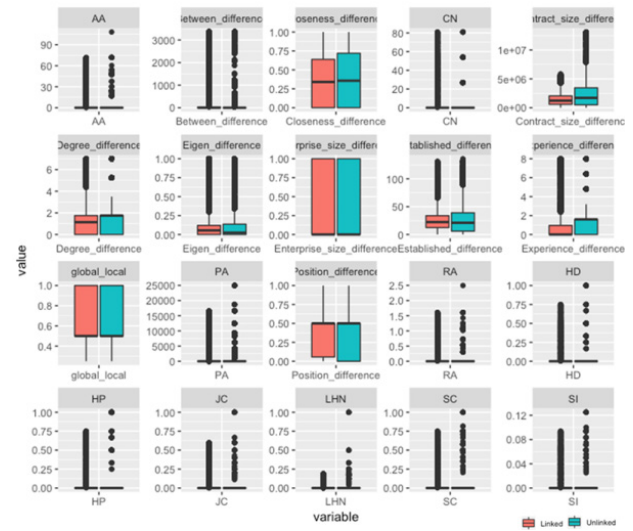 AA Between_difference Closeness_difference CN Contract_size_differe
90 60 30 0 3000 2000 1000 0 1.00 0.75 0.50 0.25 0.00 80 60 40 20 0 1e+07 5e+06 0e+00
AA Between_difference Closeness_difference CN Contract_size_difference
Degree_difference Eigen_difference erprise_size_differe stablished_difference xperience_difference
6 4 2 0 1.00 0.75 0.50 0.25 0.00 1.00 0.75 0.50 0.25 0.00 100 50 0 8 6 4 2 0
Degree_difference Eigen_difference Enterprise_size_difference Established_difference Experience_difference
value
global_local PA Position_difference RA HD
1.0 0.8 0.6 0.4 25000 20000 15000 10000 5000 0 1.00 0.75 0.50 0.25 0.00 2.5 2.0 1.5 1.0 0.5 0.0 1.00 0.75 0.50 0.25 0.00
global_local PA Position_difference RA HD
HP JC LHN SC SI
1.00 0.75 0.50 0.25 0.00 1.00 0.75 0.50 0.25 0.00 1.00 0.75 0.50 0.25 0.00 1.00 0.75 0.50 0.25 0.00 0.12 0.08 0.04 0.00
HP JC LHN SC SI
variable
Linked Unlinked